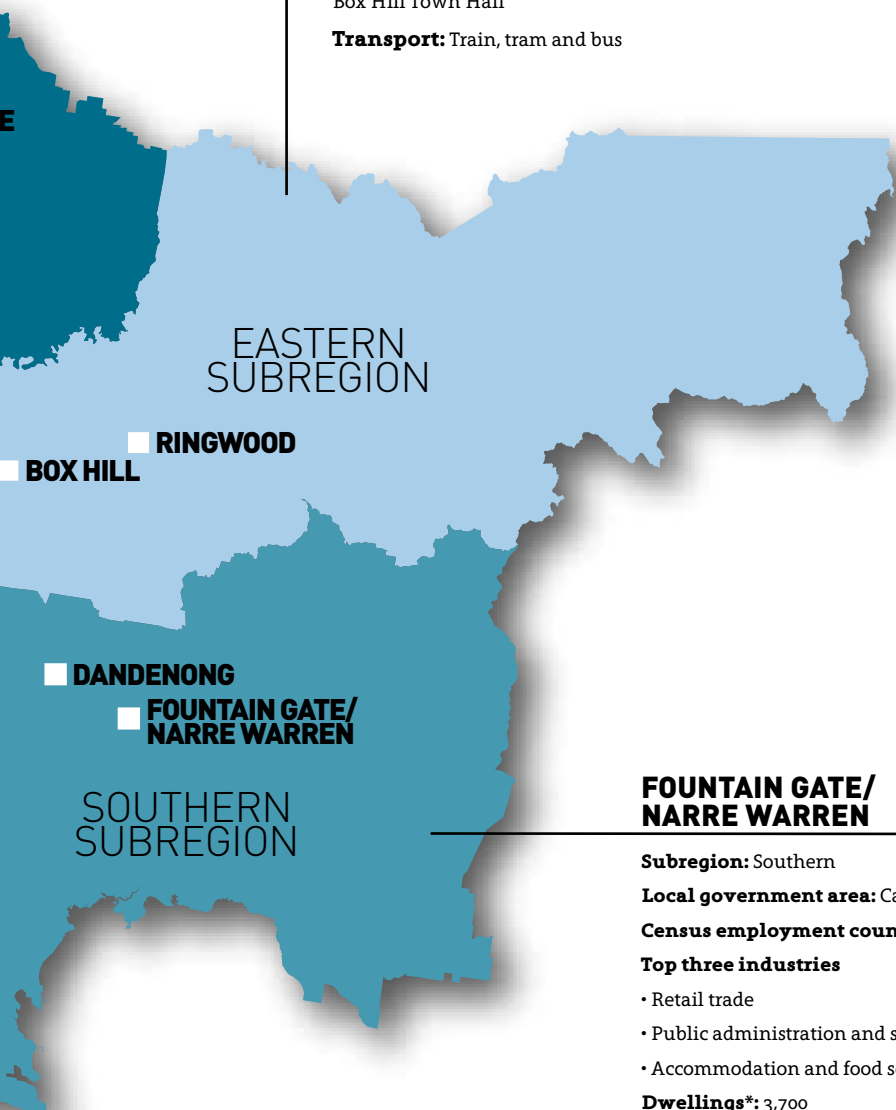 Box Hill Town Hall
Transport: Train, tram and bus
E
EASTERN
SUBREGION
RINGWOOD
BOX HILL
DANDENONG
FOUNTAIN GATE/
NARRE WARREN
SOUTHERN
SUBREGION
FOUNTAIN GATE/
NARRE WARREN
Subregion: Southern
Local government area:
Census employment
Top three industries
• Retail trade
• Public administration and
• Accommodation and food
Dwellings*: 3,700